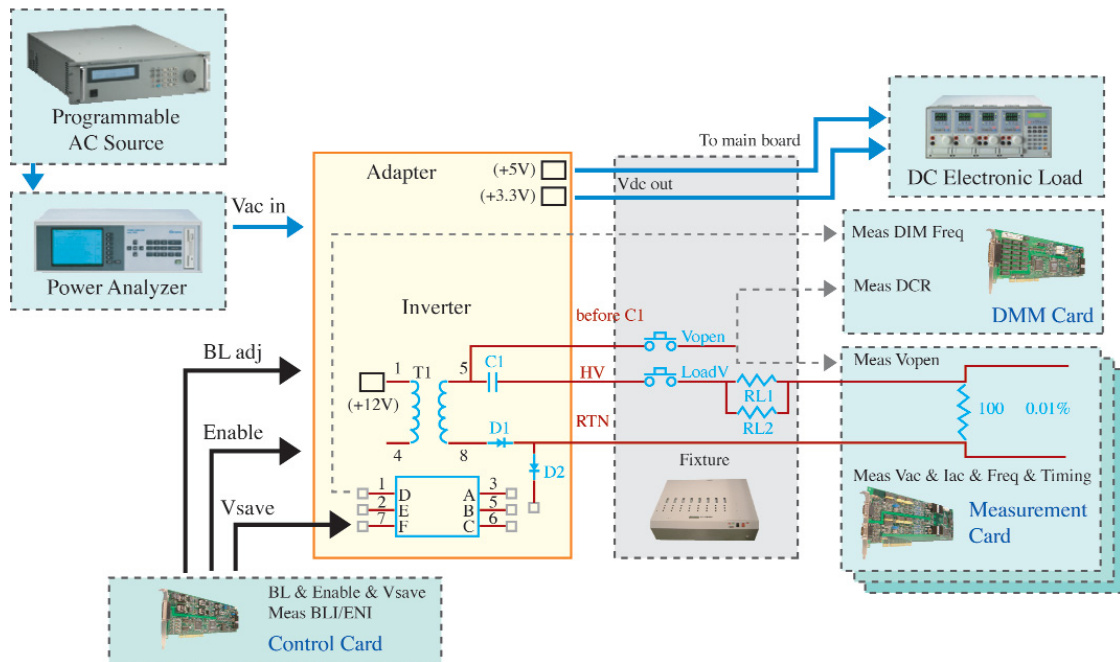 Programmable
AC Source
Power Analyzer
Vac in
Adapter
(+5V)
(+3.3V)
To main board
Vdc out
DC Electronic Load
Meas DIM Freq
Meas DCR
DMM Card
Inverter
before C1
Vopen
Meas Vopen
BL adj
1
T1
5
C1
HV
LoadV
RL1
RL2
(+12V)
100 0.01%
Enable
4
8
D1
RTN
D2
Fixture
Vsave
1
D
A
3
2
E
B
5
7
F
C
6
Meas Vac & Iac & Freq & Timing
Measurement
Card
BL & Enable & Vsave
Meas BLI/ENI
Control Card